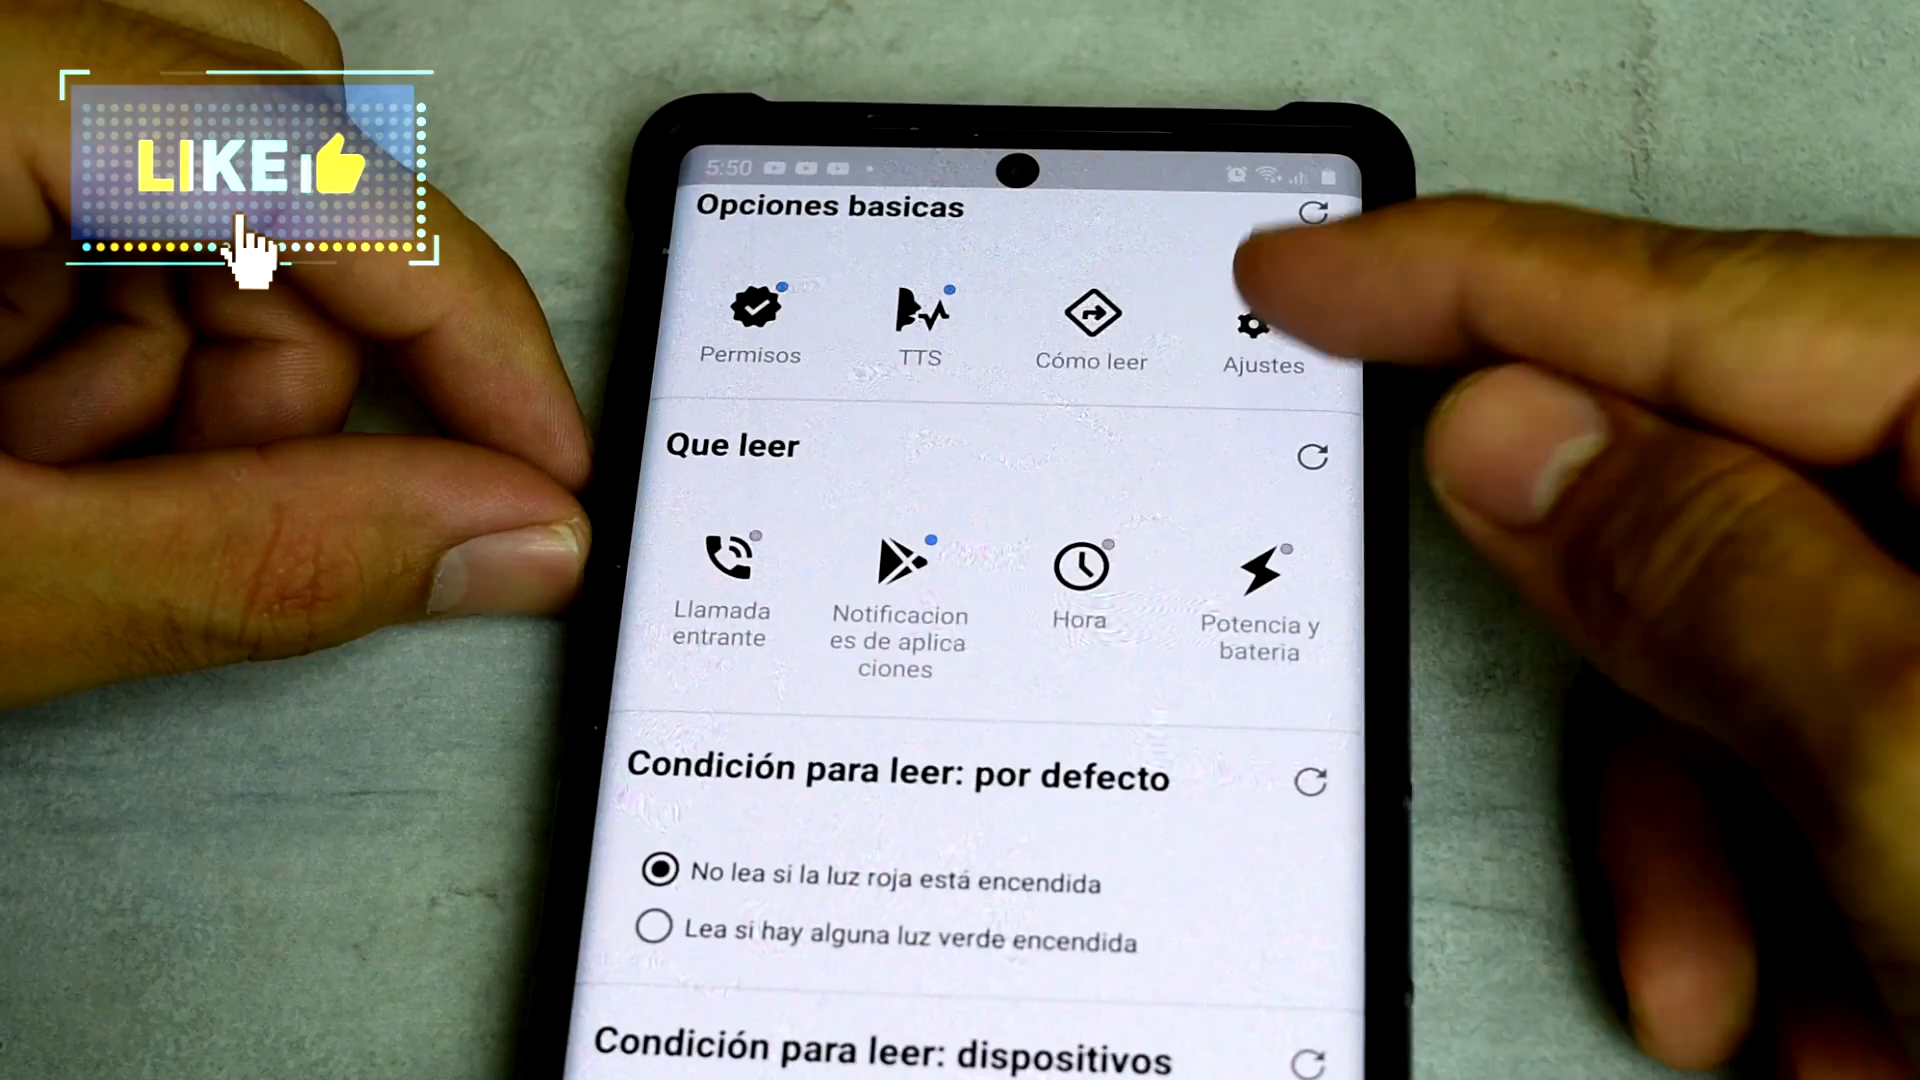 LIKE
5:50
Opciones basicas
Permisos
TTS
Cómo leer
Ajustes
Que leer
Llamada
entrante
Notificacion
es de aplica
ciones
Hora
Potencia y
bateria
Condición para leer: por defecto
No lea si la luz roja está encendida
Lea si hay alguna luz verde encendida
Condición para leer: dispositivos